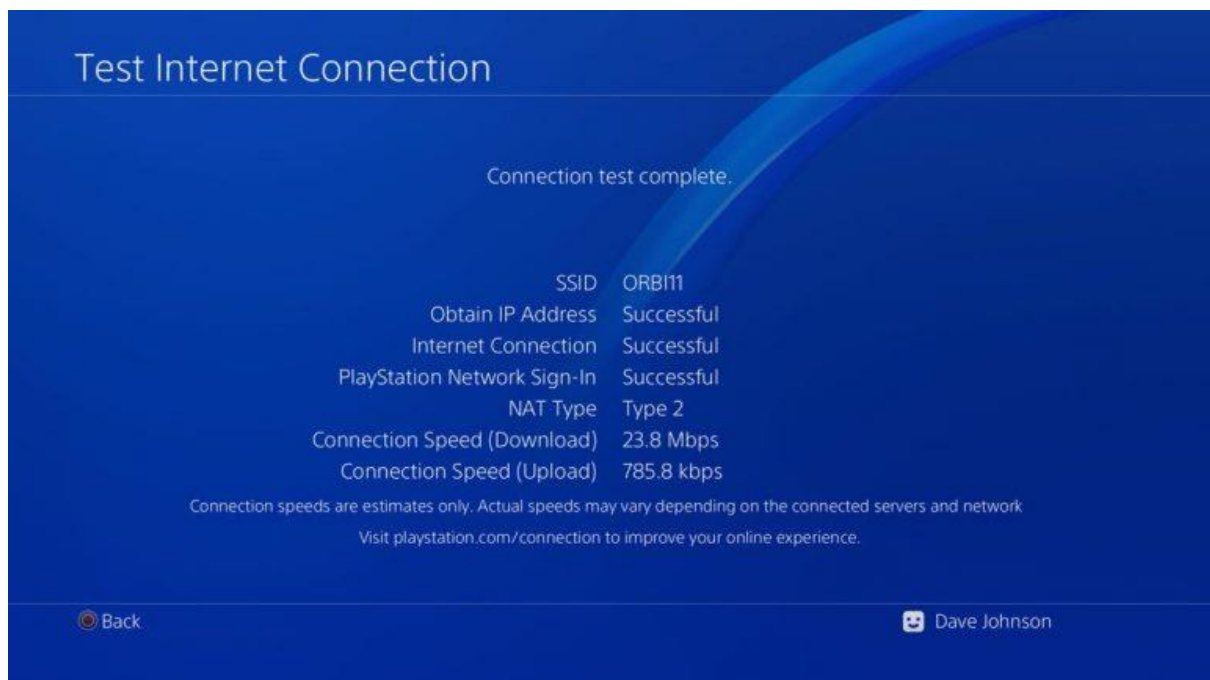 Test Internet Connection
Connection test complete.
SSID ORBI11
Obtain IP Address Successful
Internet Connection Successful
PlayStation Network Sign-In Successful
NAT Type Type 2
Connection Speed (Download) 23.8 Mbps
Connection Speed (Upload) 785.8 kbps
Connection speeds are estimates only. Actual speeds may vary depending on the connected servers and network
Visit playstation.com/connection to improve your online experience.
Back Dave Johnson